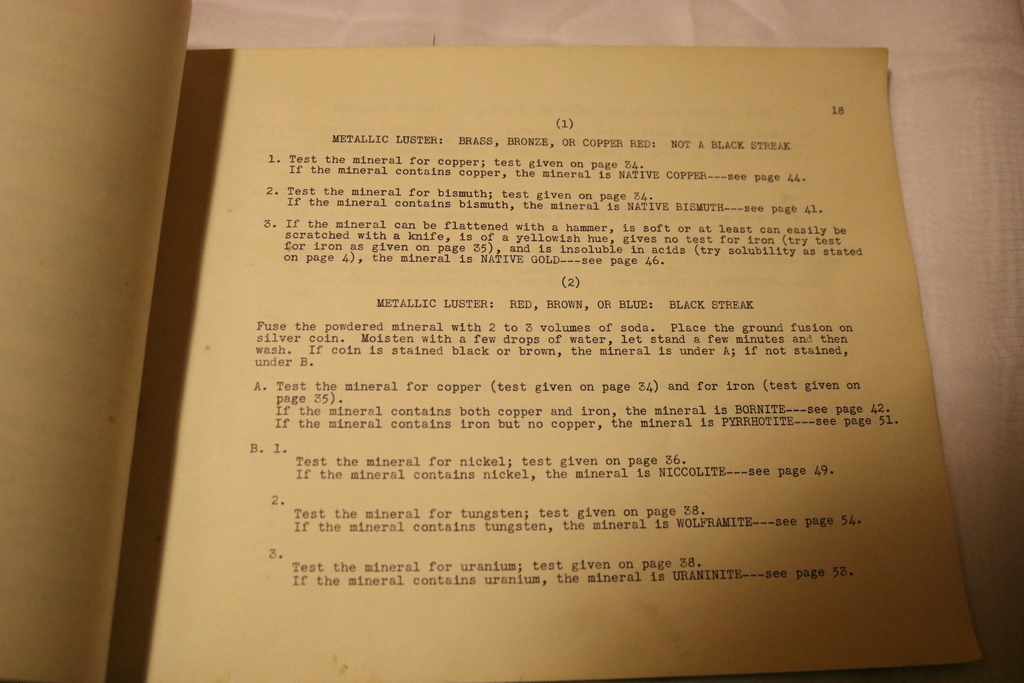 18
(1)
METALLIC LUSTER: BRASS, BRONZE, OR COPPER RED: NOT A BLACK STREAK
1. Test the mineral for copper; test given on page 34.
If the mineral contains copper, the mineral is NATIVE COPPER---see page 44.
2. Test the mineral for bismuth; test given on page 34.
If the mineral contains bismuth, the mineral is NATIVE BISMUTH---see page 41.
3. If the mineral can be flattened with a hammer, is soft or at least can easily be
scratched with a knife, is of a yellowish hue, gives no test for iron (try test
for iron as given on page 35), and is insoluble in acids (try solubility as stated
on page 4), the mineral is NATIVE GOLD---see page 46.
(2)
METALLIC LUSTER: RED, BROWN, OR BLUE: BLACK STREAK
Fuse the powdered mineral with 2 to 3 volumes of soda. Place the ground fusion on
silver coin. Moisten with a few drops of water, let stand a few minutes and then
wash. If coin is stained black or brown, the mineral is under A; if not stained,
under B.
A. Test the mineral for copper (test given on page 34) and for iron (test given on
page 35).
If the mineral contains both copper and iron, the mineral is BORNITE---see page 42.
If the mineral contains iron but no copper, the mineral is PYRRHOTITE---see page 51.
B. 1.
Test the mineral for nickel; test given on page 36.
If the mineral contains nickel, the mineral is NICCOLITE---see page 49.
2.
Test the mineral for tungsten; test given on page 38.
If the mineral contains tungsten, the mineral is WOLFRAMITE---see page 54.
3.
Test the mineral for uranium; test given on page 38.
If the mineral contains uranium, the mineral is URANINITE---see page 53.